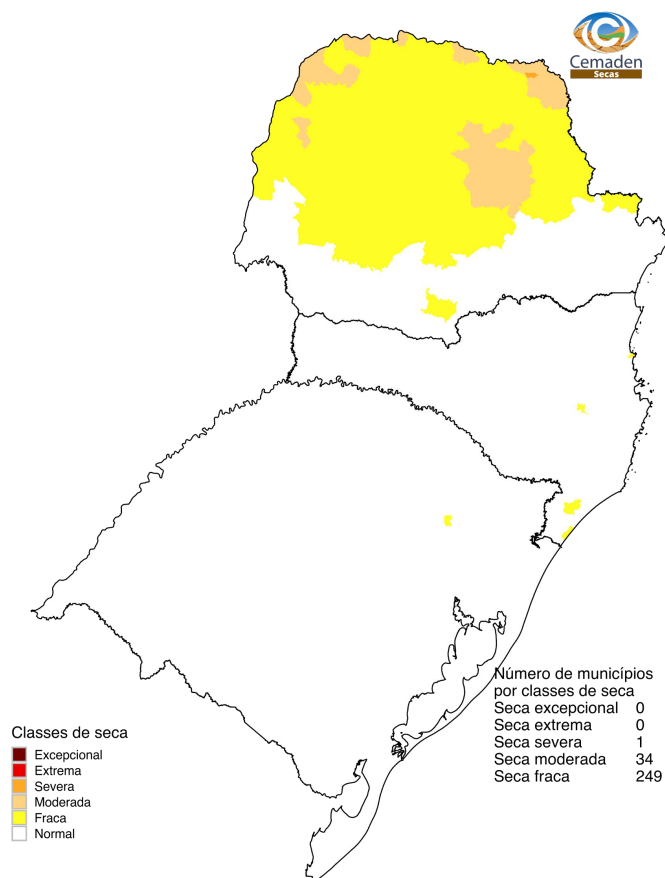 Cemaden
Secas
Número de municípios
por classes de seca
Seca excepcional 0
Seca extrema 0
Seca severa 1
Seca moderada 34
Seca fraca 249
Classes de seca
Excepcional
Extrema
Severa
Moderada
Fraca
Normal